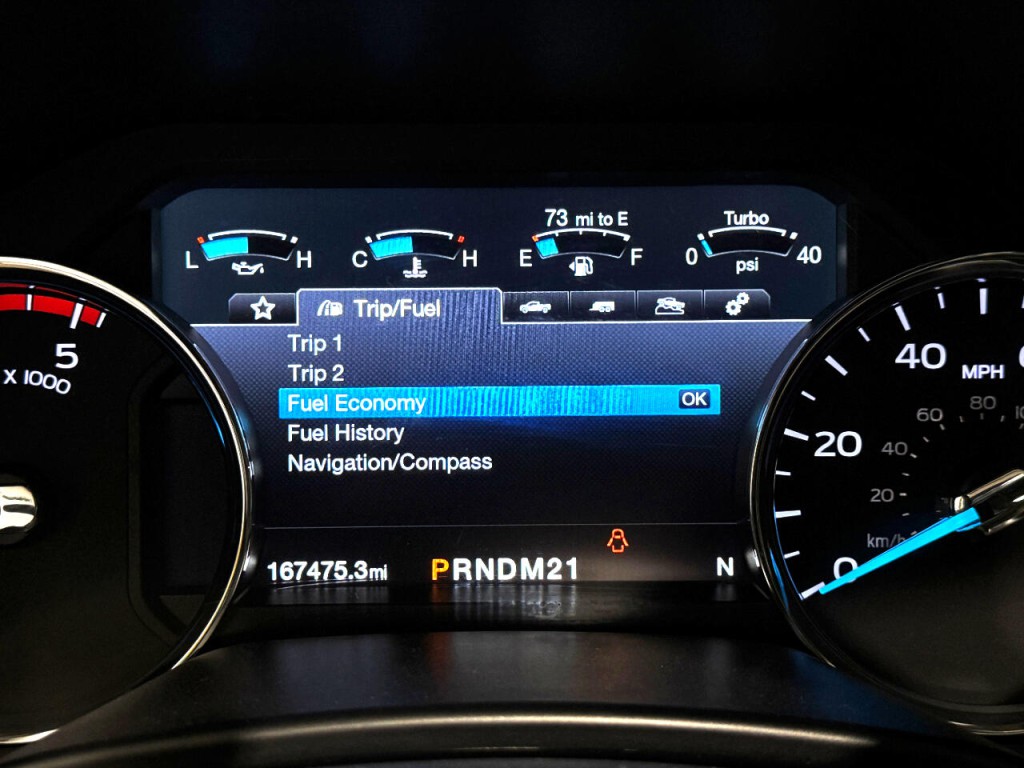 73 mi to E
Turbo
L H
C H
E F
0 40
psi
Trip/Fuel
Trip 1
Trip 2
Fuel Economy OK
Fuel History
Navigation/Compass
167475.3mi
PRNDM21
N
5
X 1000
40
MPH
60
80
20
40
20
km/h
0